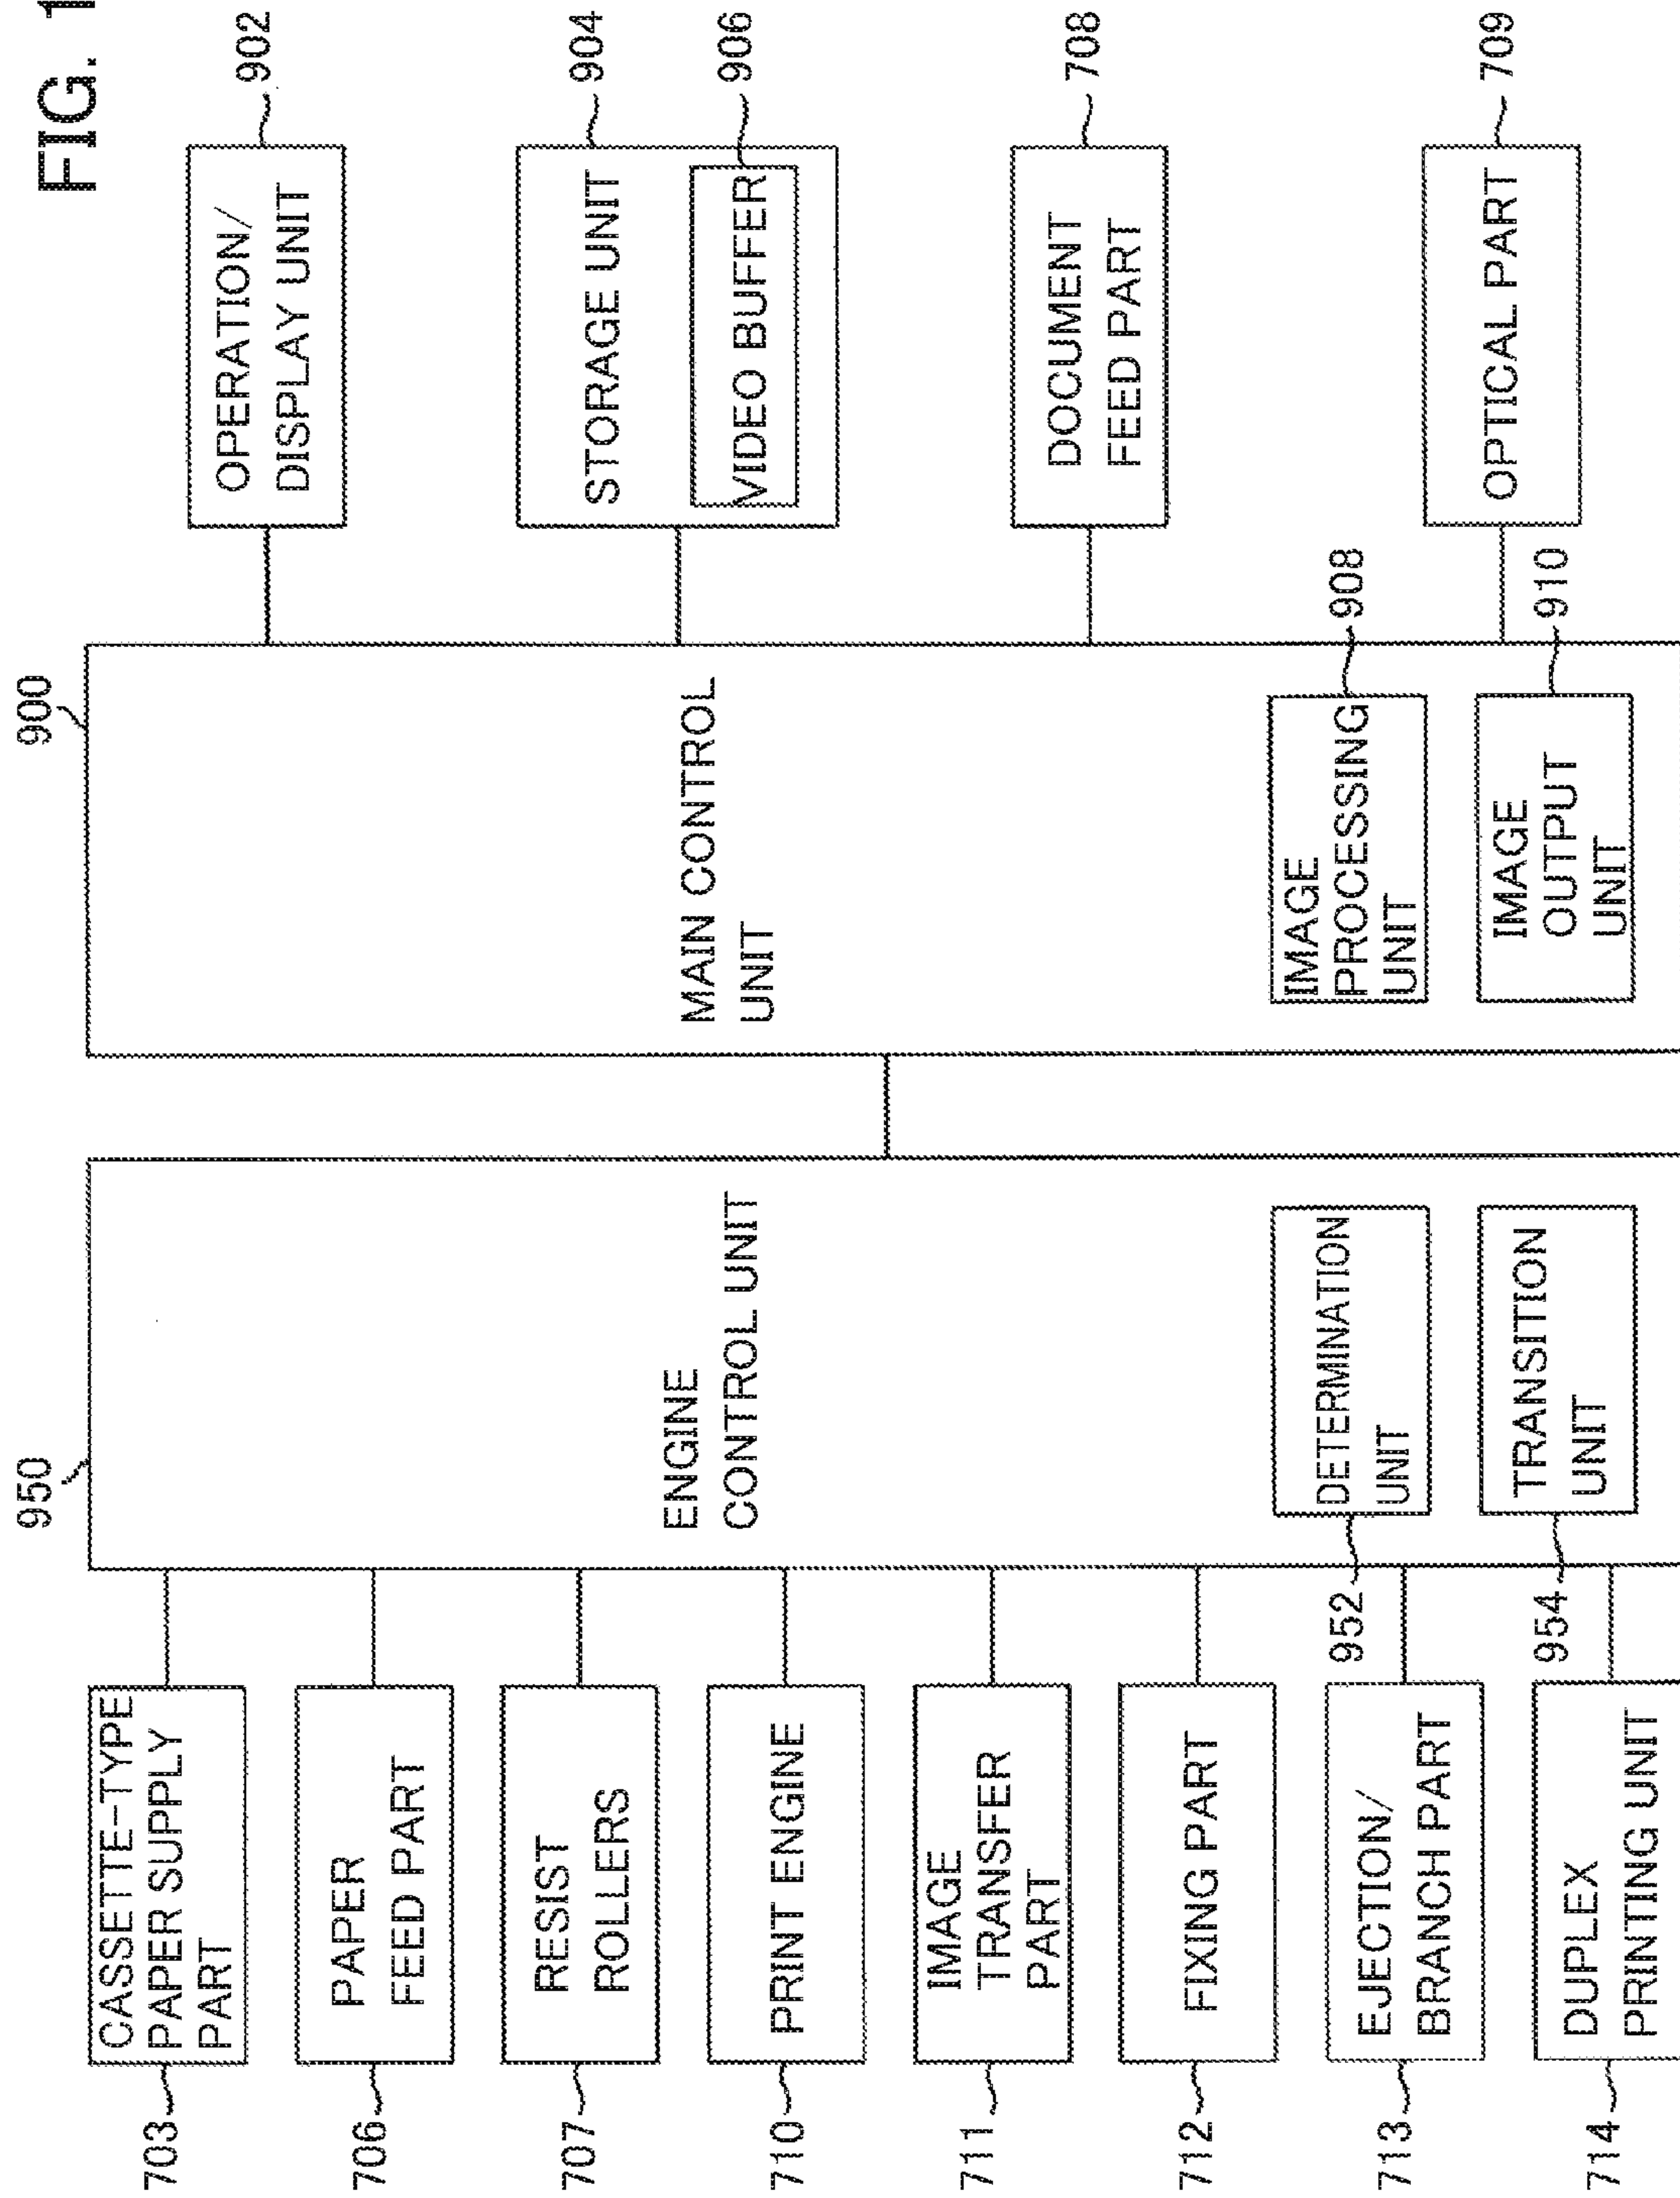 FIG. 1
703
CASSETTE-TYPE
PAPER SUPPLY
PART
706
PAPER
FEED PART
707
RESIST
ROLLERS
710
PRINT ENGINE
711
IMAGE
TRANSFER
PART
712
FIXING PART
713
EJECTION/
BRANCH PART
714
DUPLEX
PRINTING UNIT
950
ENGINE
CONTROL UNIT
952
DETERMINATION
UNIT
954
TRANSITION
UNIT
900
MAIN CONTROL
UNIT
IMAGE
PROCESSING
UNIT
908
IMAGE
OUTPUT
UNIT
910
OPERATION/
DISPLAY UNIT
902
STORAGE UNIT
904
VIDEO BUFFER
906
DOCUMENT
FEED PART
708
OPTICAL PART
709